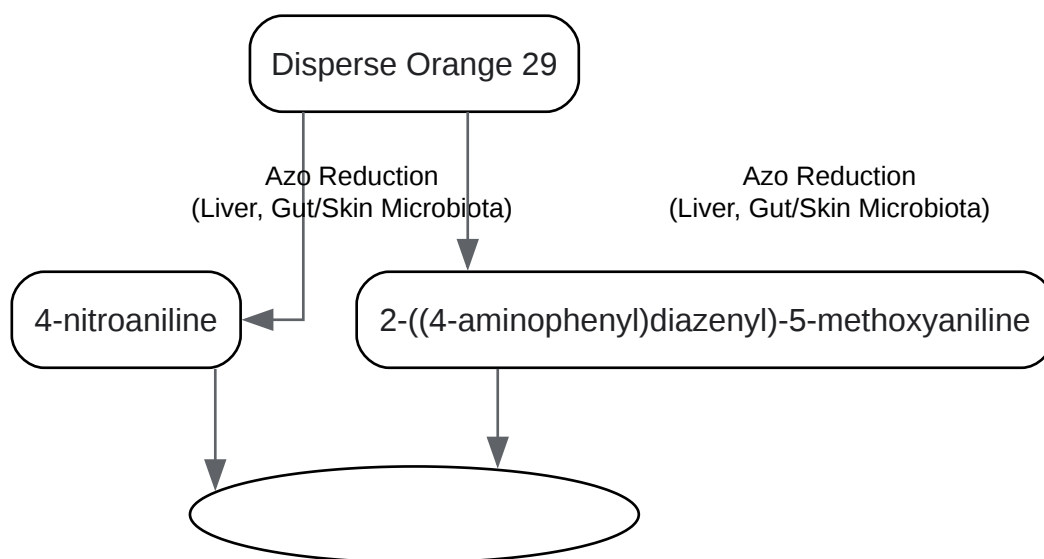 Disperse Orange 29
Azo Reduction
(Liver, Gut/Skin Microbiota)
Azo Reduction
(Liver, Gut/Skin Microbiota)
4-nitroaniline
2-((4-aminophenyl)diazenyl)-5-methoxyaniline